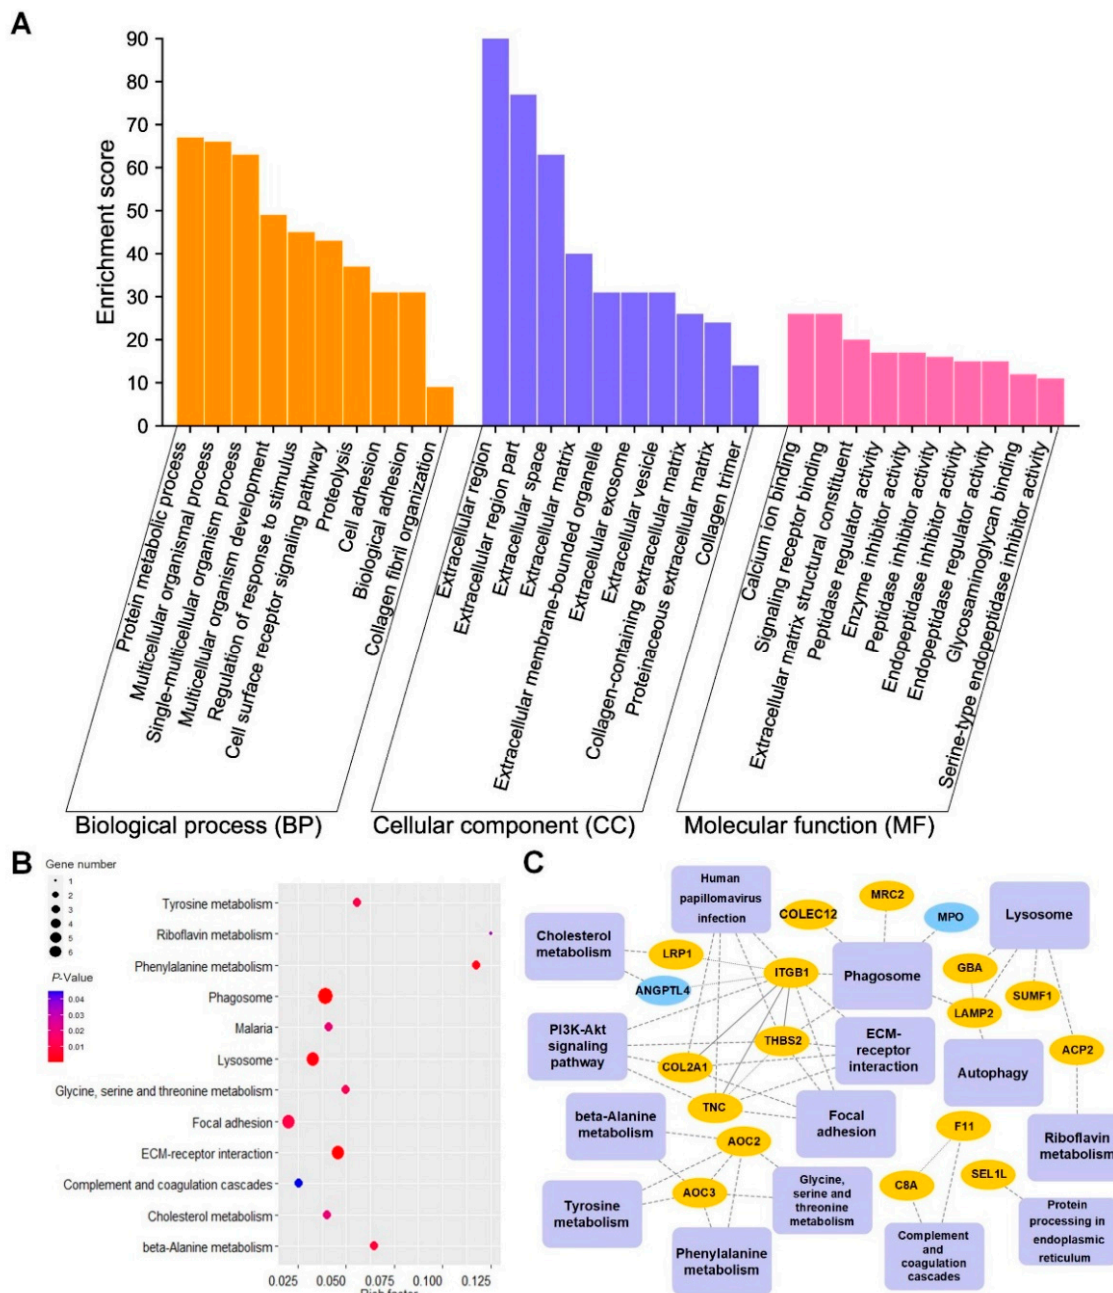 A
Enrichment score
90
80
70
60
50
40
30
20
10
0
Protein metabolic process
Multicellular organismal process
Single-multicellular organism process
Multicellular organism development
Regulation of response to stimulus
Cell surface receptor signaling pathway
Proteolysis
Cell adhesion
Biological adhesion
Collagen fibril organization
Extracellular region
Extracellular region part
Extracellular space
Extracellular matrix
Extracellular membrane-bounded organelle
Extracellular exosome
Extracellular vesicle
Collagen-containing extracellular matrix
Proteinaceous extracellular matrix
Collagen trimer
Calcium ion binding
Signaling receptor binding
Extracellular matrix structural constituent
Peptidase regulator activity
Enzyme inhibitor activity
Peptidase inhibitor activity
Endopeptidase inhibitor activity
Endopeptidase regulator activity
Glycosaminoglycan binding
Serine-type endopeptidase inhibitor activity
Biological process (BP)
Cellular component (CC)
Molecular function (MF)
B
Gene number
1
2
3
4
5
6
P-Value
0.04
0.03
0.02
0.01
Tyrosine metabolism
Riboflavin metabolism
Phenylalanine metabolism
Phagosome
Malaria
Lysosome
Glycine, serine and threonine metabolism
Focal adhesion
ECM-receptor interaction
Complement and coagulation cascades
Cholesterol metabolism
beta-Alanine metabolism
0.025 0.050 0.075 0.100 0.125
Rich factor
C
Human
papillomavirus
infection
COLEC12
MRC2
MPO
Lysosome
Cholesterol
metabolism
LRP1
ANGPTL4
ITGB1
Phagosome
GBA
SUMF1
LAMP2
PI3K-Akt
signaling
pathway
THBS2
COL2A1
ECM-
receptor
interaction
ACP2
Autophagy
TNC
beta-Alanine
metabolism
Focal
adhesion
F11
Riboflavin
metabolism
AOC2
AOC3
C8A
SEL1L
Tyrosine
metabolism
Glycine,
serine and
threonine
metabolism
Phenylalanine
metabolism
Complement
and
coagulation
cascades
Protein
processing in
endoplasmic
reticulum